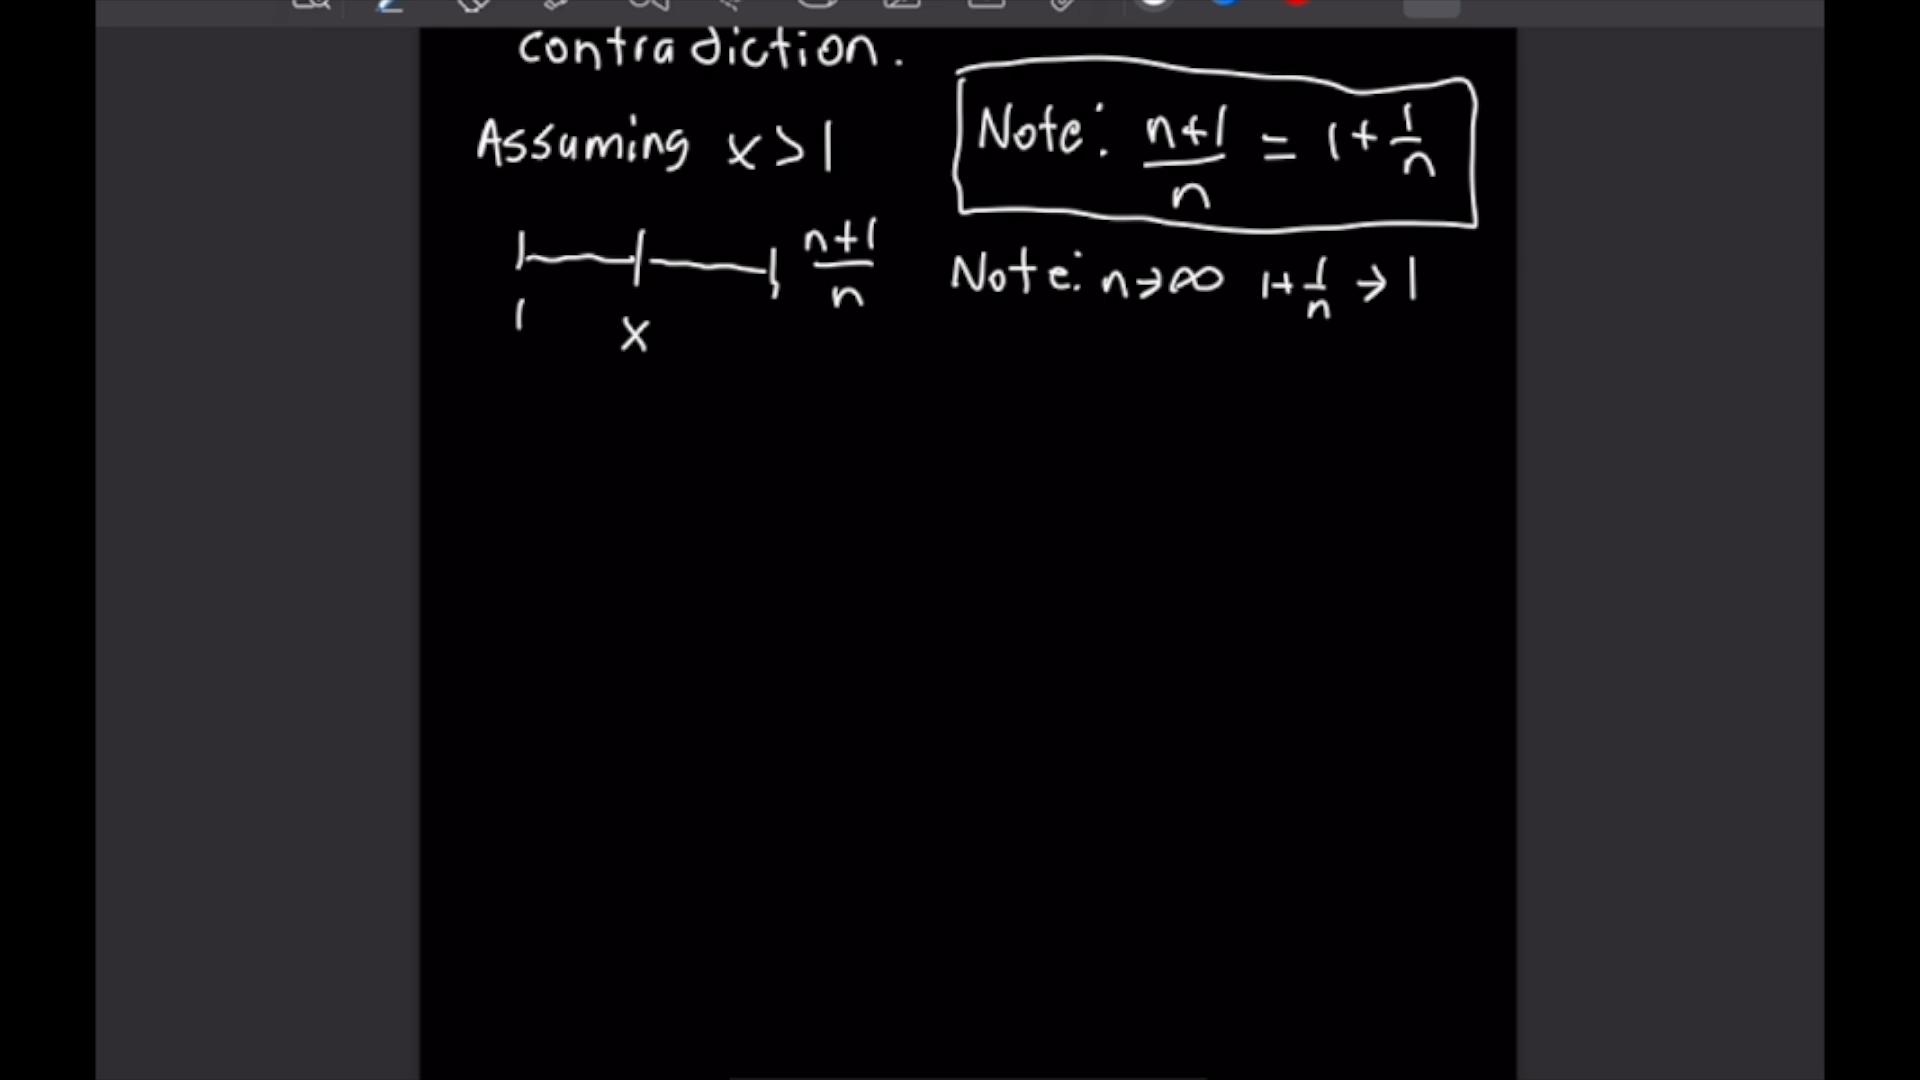 contradiction.
Assuming x > 1
Note: n+1/n = 1 + 1/n
1 x n+1/n
Note: n→∞ 1+1/n → 1